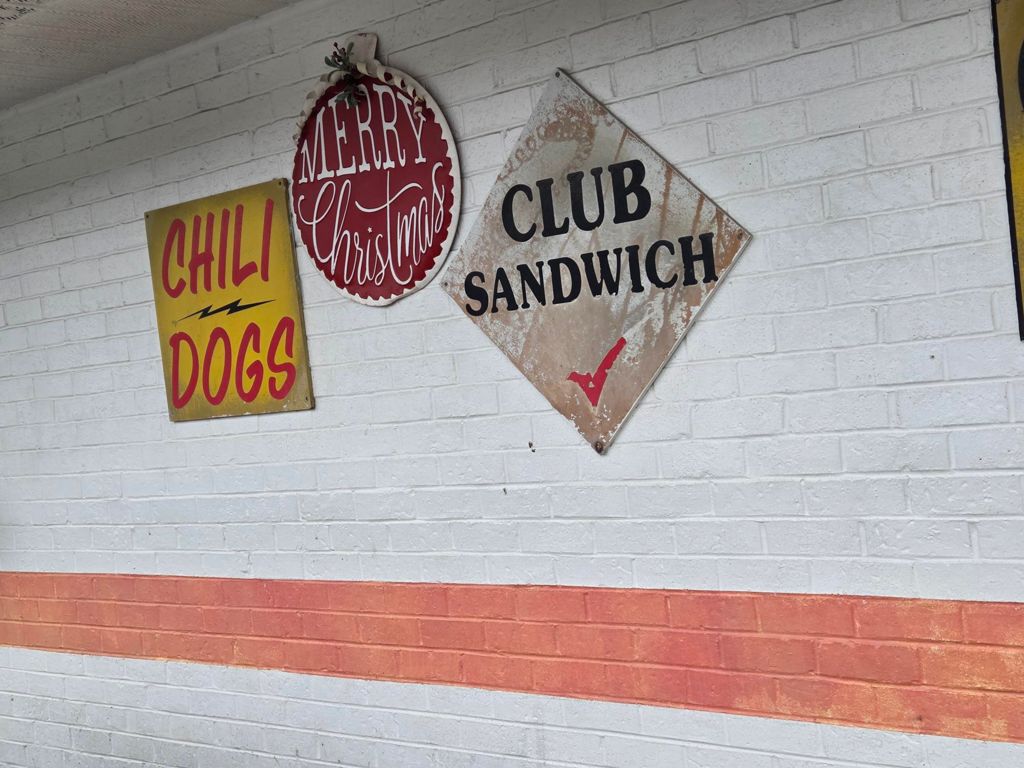 CHILI
DOGS
MERRY
Christmas
CLUB
SANDWICH